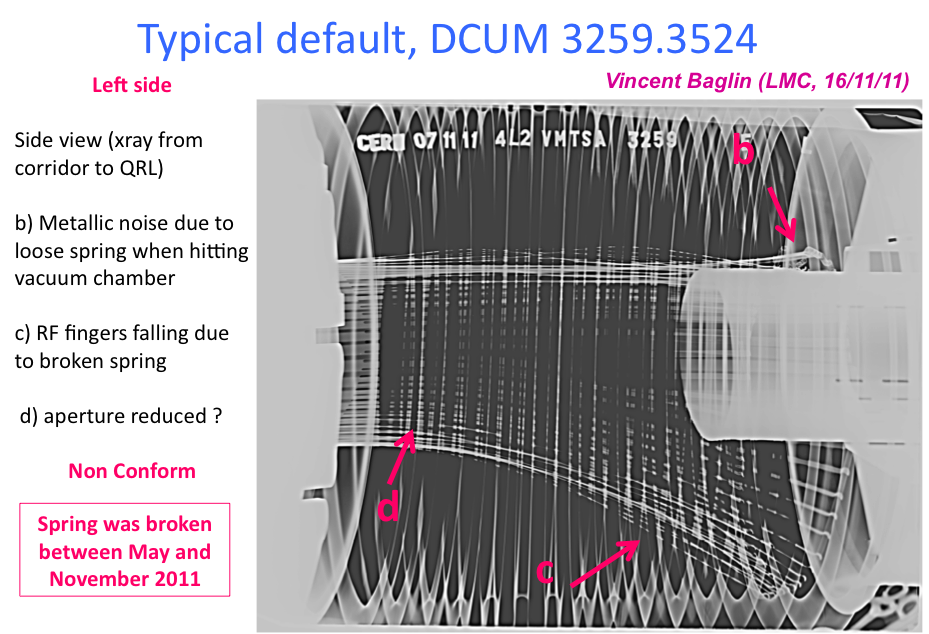 Typical default, DCUM 3259.3524
Left side
Vincent Baglin (LMC, 16/11/11)
Side view (xray from
corridor to QRL)
b) Metallic noise due to
loose spring when hitting
vacuum chamber
c) RF fingers falling due
to broken spring
d) aperture reduced ?
Non Conform
Spring was broken
between May and
November 2011
CERN 07 11 11 4L2 VMTSA 3259
b
d
c